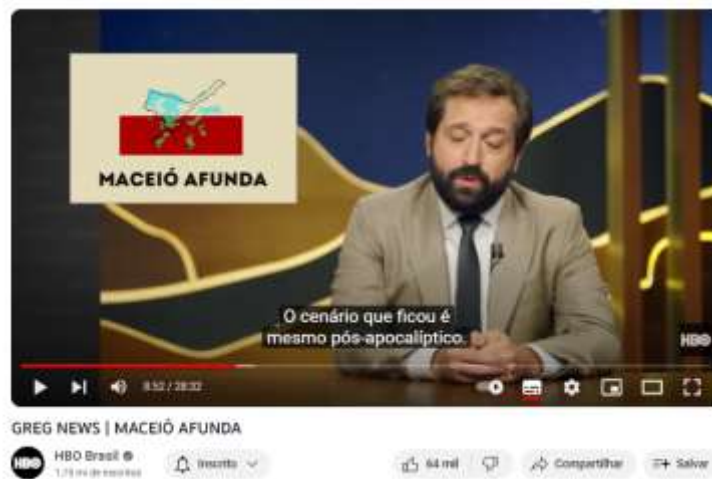 MACEIÓ AFUNDA
O cenário que ficou é
mesmo pós-apocalíptico.
HBO
8:52 / 28:32
GREG NEWS | MACEIÓ AFUNDA
HBO
HBO Brasil
Inscrito
64 mil
Compartilhar
Salvar